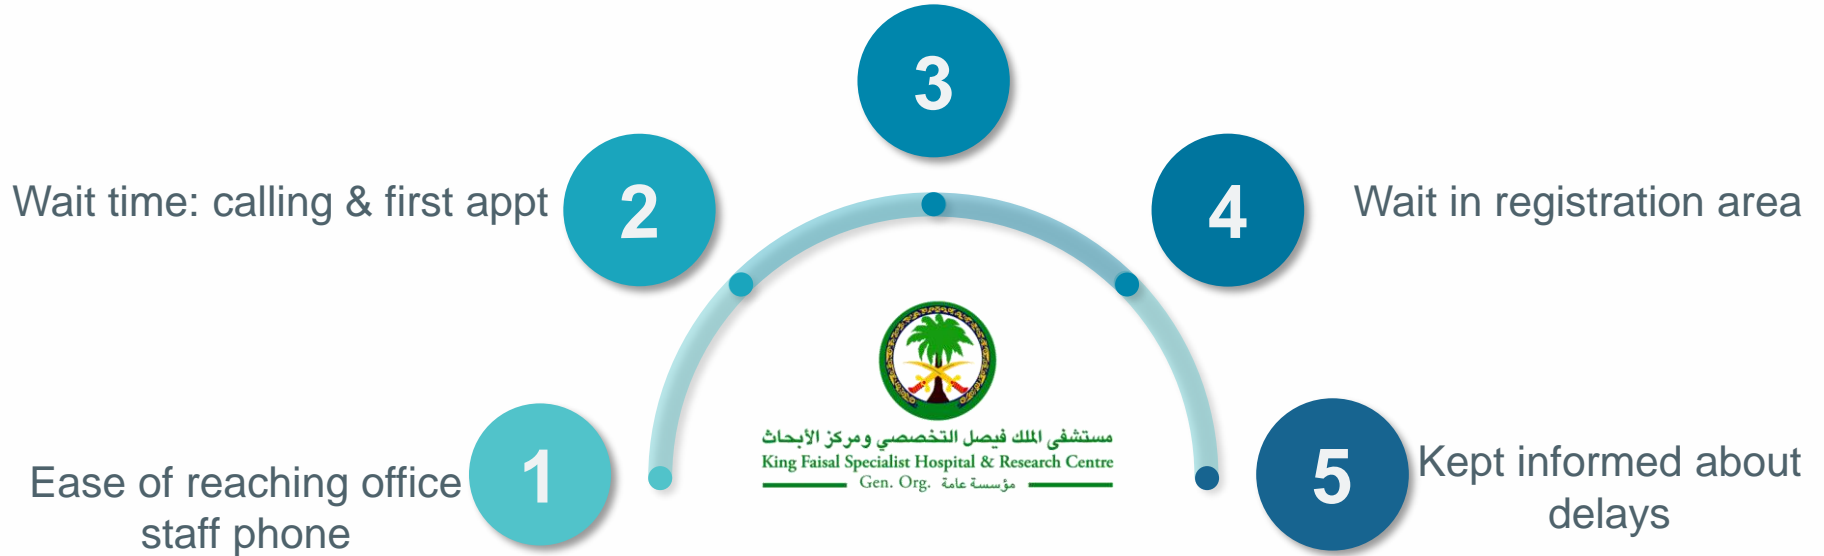 3
Wait time: calling & first appt
2
4
Wait in registration area
مستشفى الملك فيصل التخصصي ومركز الأبحاث
King Faisal Specialist Hospital & Research Centre
Gen. Org. مؤسسة عامة
Ease of reaching office
staff phone
1
5
Kept informed about
delays